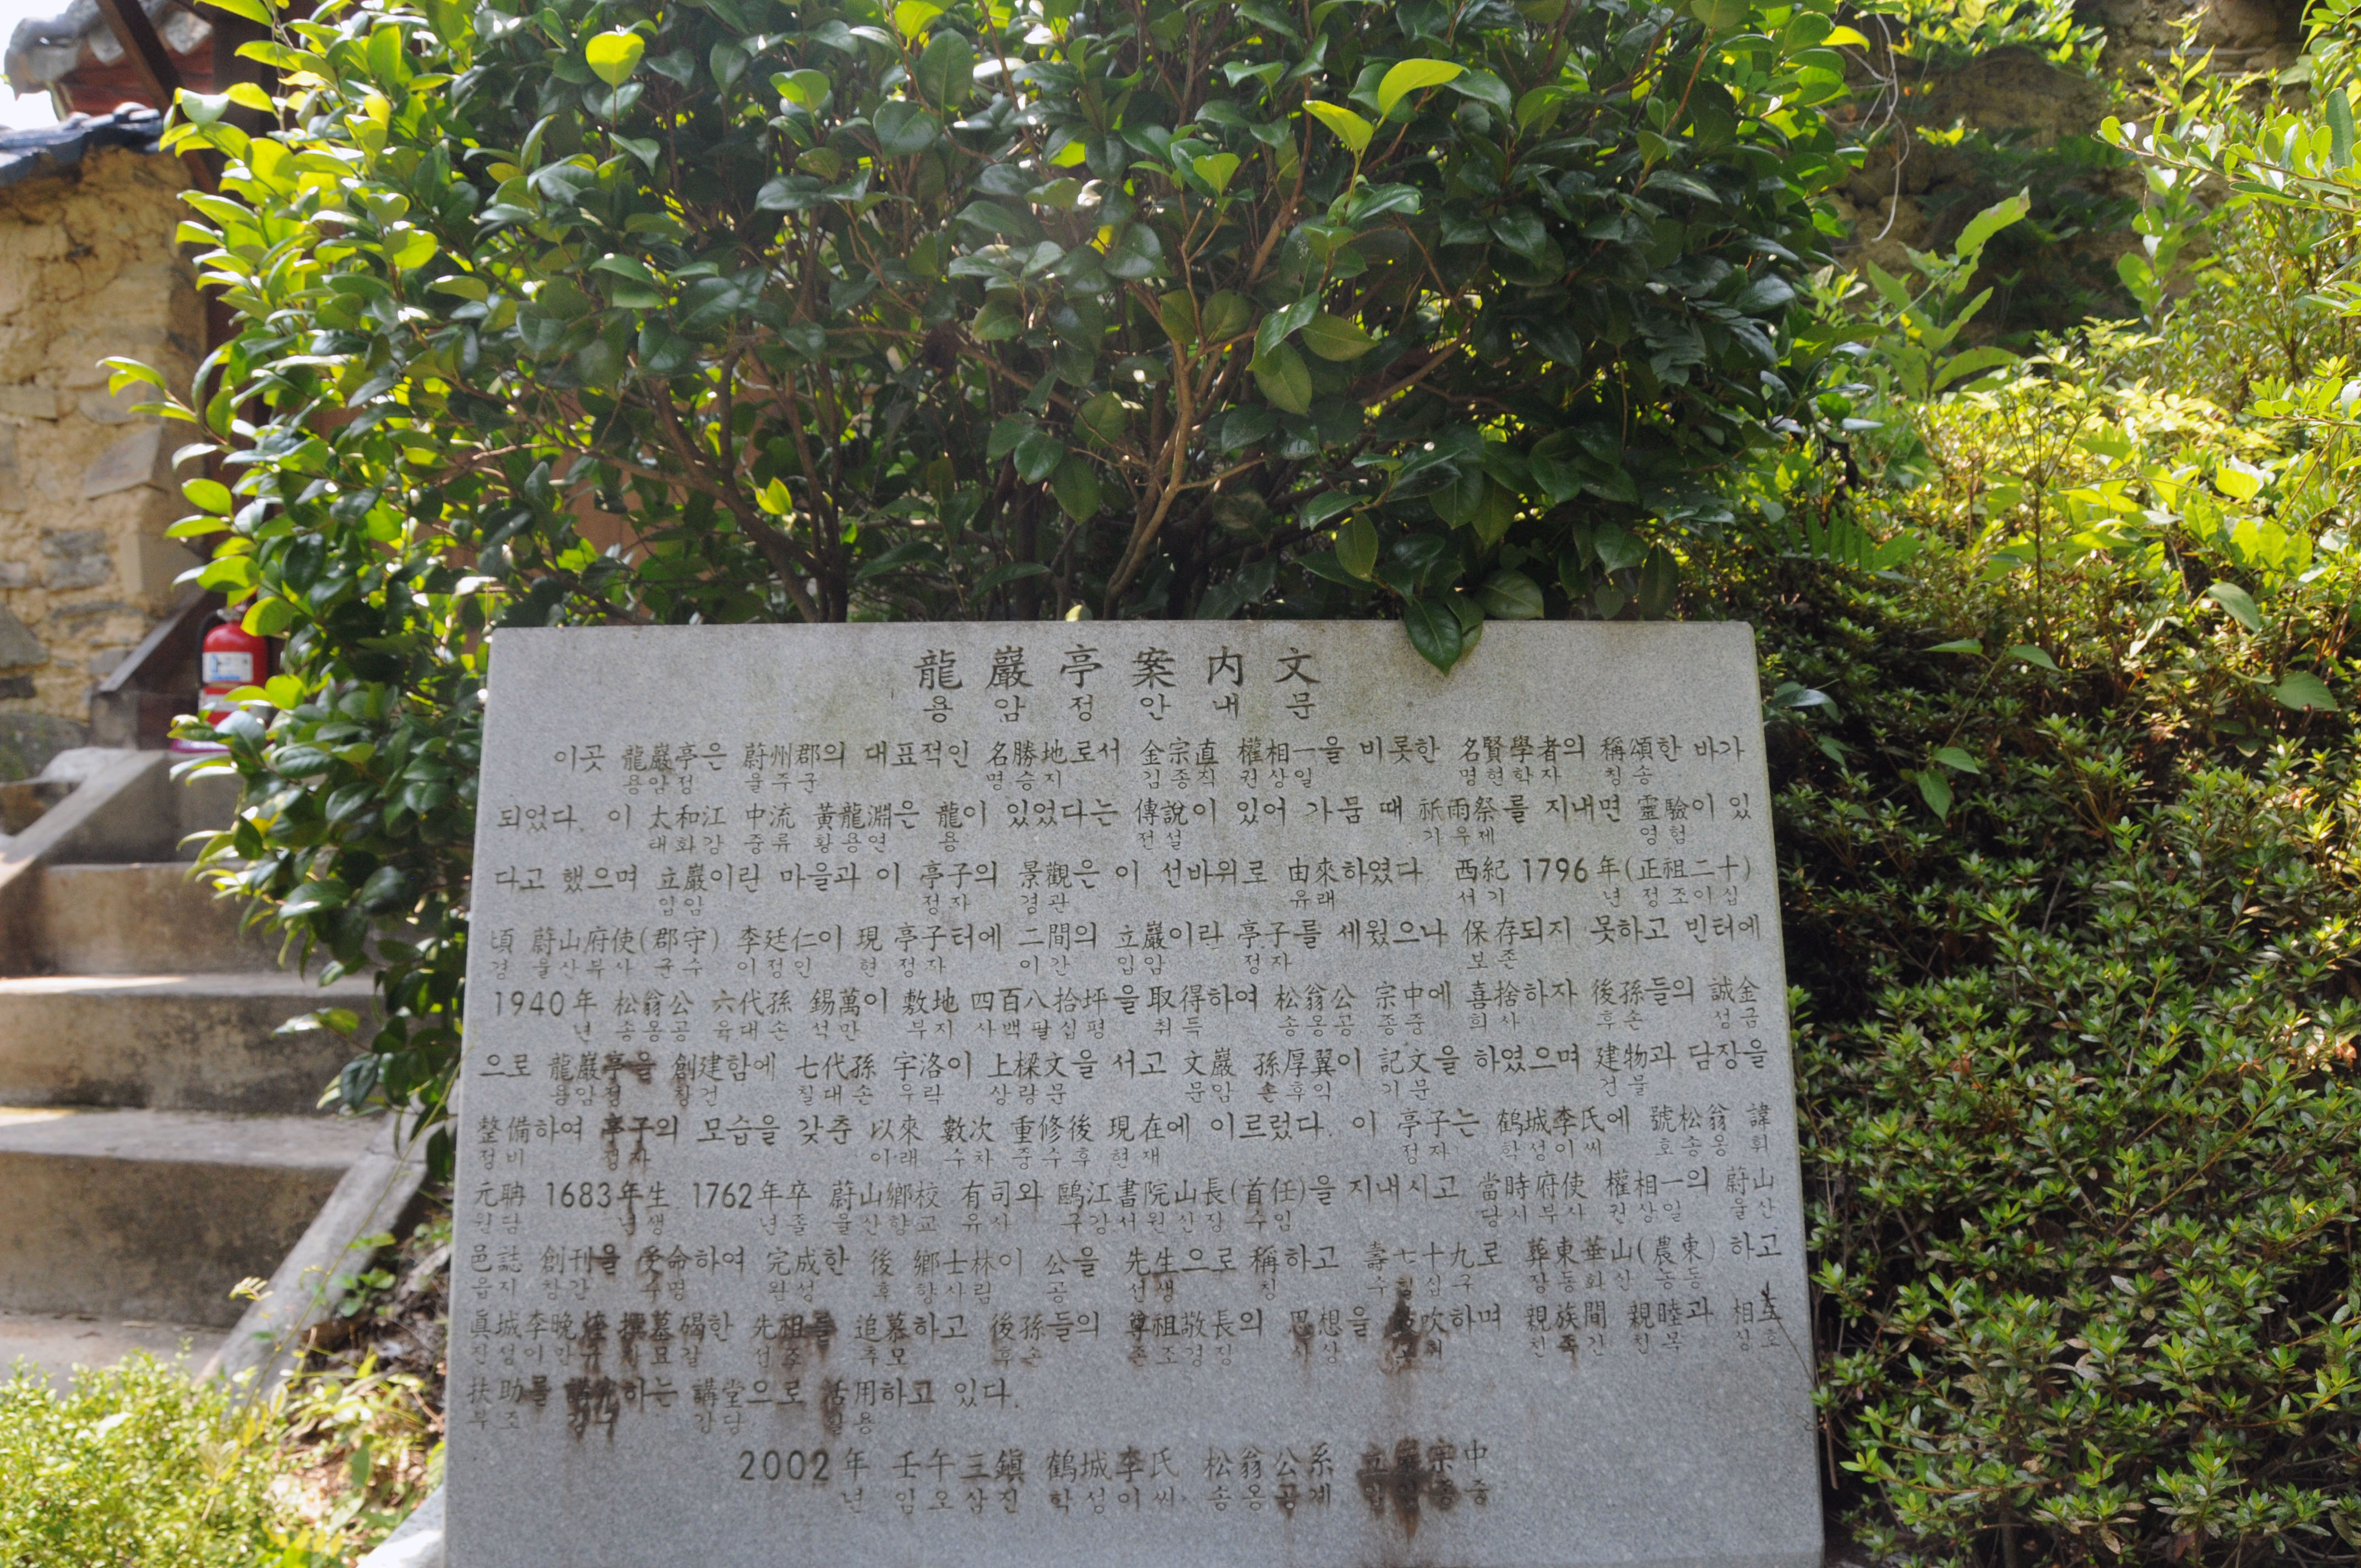 龍巖亭案內文
용암정안내문
이곳 龍巖亭은 蔚州郡의 대표적인 名勝地로서 金宗直 權相一을 비롯한 名賢學者의 稱頌한 바가
용암정 울주군 명승지 김종직 권상일 명현학자 칭송
되었다. 이 太和江 中流 黃龍淵은 龍이 있었다는 傳說이 있어 가뭄 때 祇雨祭를 지내면 靈驗이 있
태화강 중류 황용연 용 전설 기우제 영험
다고 했으며 立巖이란 마을과 이 亭子의 景觀은 이 선바위로 由來하였다. 西紀 1796年(正祖二十)
입암 정자 경관 유래 서기 년 정조이십
頃 蔚山府使(郡守) 李廷仁이 現 亭子터에 二間의 立巖이란 亭子를 세웠으나 保存되지 못하고 빈터에
경 울산부사 군수 이정인 현 정자 이간 입암 정자 보존
1940年 松翁公 六代孫 錫萬이 敷地 四百八拾坪을 取得하여 松翁公 宗中에 喜捨하자 後孫들의 誠金
년 송옹공 육대손 석만 부지 사백팔십평 취득 송옹공 종중 희사 후손 성금
으로 龍巖亭을 創建함에 七代孫 宇洛이 上樑文을 서고 文巖 孫厚翼이 記文을 하였으며 建物과 담장을
용암정 창건 칠대손 우락 상량문 문암 손후익 기문 건물
整備하여 亭子의 모습을 갖춘 以來 數次 重修後 現在에 이르렀다. 이 亭子는 鶴城李氏에 號松翁 諱
정비 정자 이래 수차 중수후 현재 정자 학성이씨 호송옹 휘
元聃 1683年生 1762年卒 蔚山鄕校 有司와 鷗江書院山長(首任)을 지내시고 當時府使 權相一의 蔚山
원담 년생 년졸 울산향교 유사 구강서원산장 수임 당시부사 권상일 울산
邑誌 創刊을 受命하여 完成한 後 鄕士林이 公을 先生으로 稱하고 壽七十九로 葬東華山(農東) 하고
읍지 창간 수명 완성 후 향사림 공 선생 칭 수칠십구 장동화산 농동
眞城李晩 撰墓碣한 先祖를 追慕하고 後孫들의 尊祖敬長의 思想을 鼓吹하며 親族間 親睦과 相互
진성이만 찬묘갈 선조 추모 후손 존조경장 사상 고취 친족간 친목 상호
扶助를 講究하는 講堂으로 活用하고 있다.
부조 강구 강당 활용
2002年 壬午三鎭 鶴城李氏 松翁公系 立巖宗中
년 임오삼진 학성이씨 송옹공계 입암종중